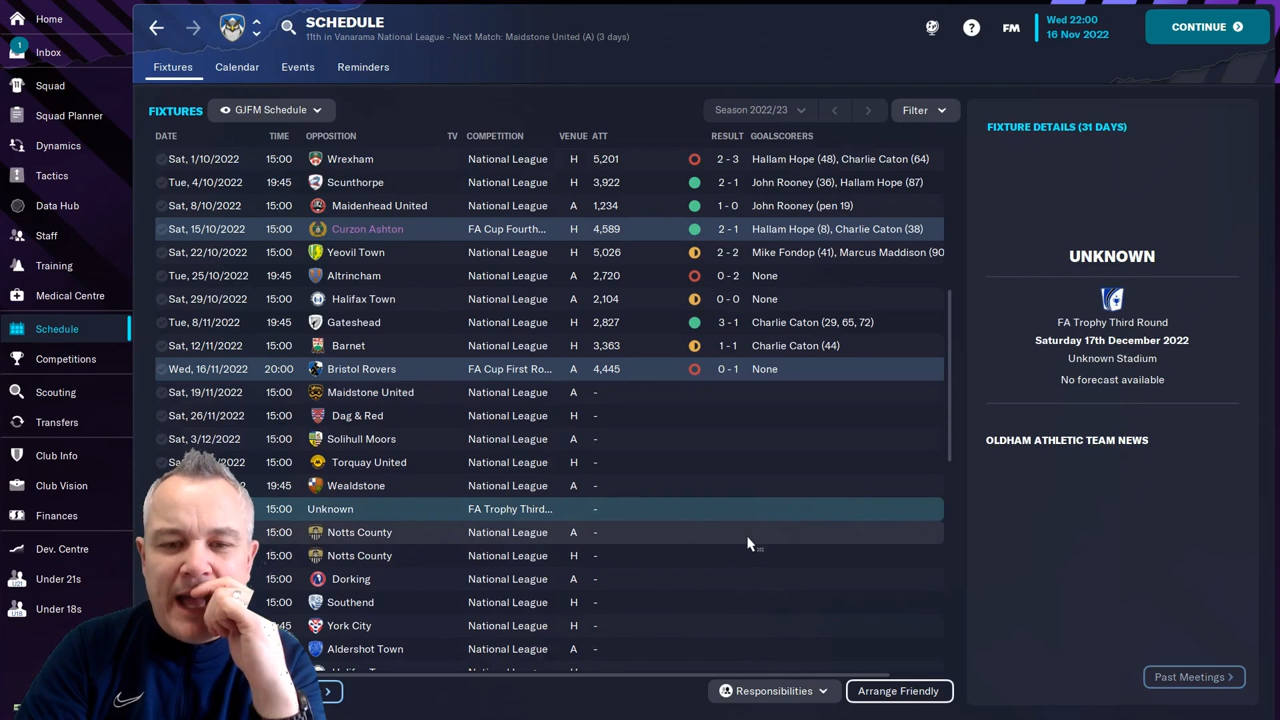 Home
SCHEDULE
11th in Vanarama National League - Next Match: Maidstone United (A) (3 days)
FM
Wed 22:00
16 Nov 2022
CONTINUE
1
Inbox
Squad
Squad Planner
Dynamics
Tactics
Data Hub
Staff
Training
Medical Centre
Schedule
Competitions
Scouting
Transfers
Club Info
Club Vision
Finances
Dev. Centre
U21 Under 21s
U18 Under 18s
Fixtures Calendar Events Reminders
FIXTURES GJFM Schedule Season 2022/23 Filter
DATE TIME OPPOSITION TV COMPETITION VENUE ATT RESULT GOALSCORERS
Sat, 1/10/2022 15:00 Wrexham National League H 5,201 2 - 3 Hallam Hope (48), Charlie Caton (64)
Tue, 4/10/2022 19:45 Scunthorpe National League H 3,922 2 - 1 John Rooney (36), Hallam Hope (87)
Sat, 8/10/2022 15:00 Maidenhead United National League A 1,234 1 - 0 John Rooney (pen 19)
Sat, 15/10/2022 15:00 Curzon Ashton FA Cup Fourth... H 4,589 2 - 1 Hallam Hope (8), Charlie Caton (38)
Sat, 22/10/2022 15:00 Yeovil Town National League H 5,026 2 - 2 Mike Fondop (41), Marcus Maddison (90
Tue, 25/10/2022 19:45 Altrincham National League A 2,720 0 - 2 None
Sat, 29/10/2022 15:00 Halifax Town National League A 2,104 0 - 0 None
Tue, 8/11/2022 19:45 Gateshead National League H 2,827 3 - 1 Charlie Caton (29, 65, 72)
Sat, 12/11/2022 15:00 Barnet National League H 3,363 1 - 1 Charlie Caton (44)
Wed, 16/11/2022 20:00 Bristol Rovers FA Cup First Ro... A 4,445 0 - 1 None
Sat, 19/11/2022 15:00 Maidstone United National League A -
Sat, 26/11/2022 15:00 Dag & Red National League H -
Sat, 3/12/2022 15:00 Solihull Moors National League A -
2022 15:00 Torquay United National League H -
2022 19:45 Wealdstone National League A -
15:00 Unknown FA Trophy Third... -
15:00 Notts County National League A -
15:00 Notts County National League H -
15:00 Dorking National League A -
15:00 Southend National League H -
:45 York City National League H -
Aldershot Town National League A -
Responsibilities Arrange Friendly
FIXTURE DETAILS (31 DAYS)
UNKNOWN
FA Trophy Third Round
Saturday 17th December 2022
Unknown Stadium
No forecast available
OLDHAM ATHLETIC TEAM NEWS
Past Meetings